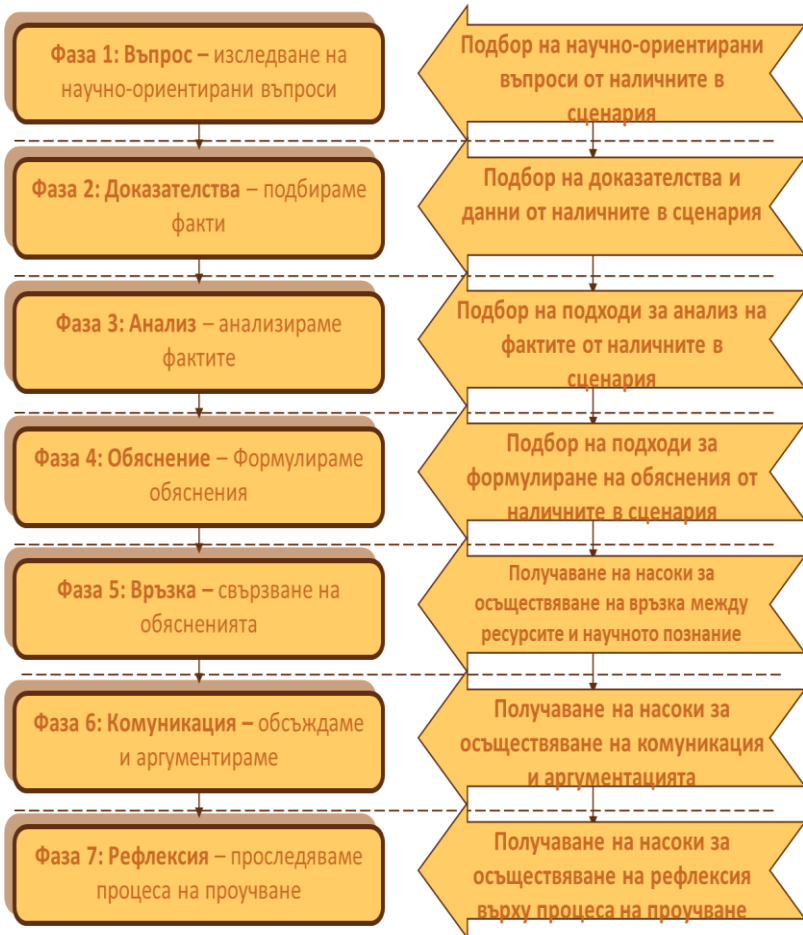 Фаза 1: Въпрос – изследване на
научно-ориентирани въпроси
Подбор на научно-ориентирани
въпроси от наличните в
сценария
Фаза 2: Доказателства – подбираме
факти
Подбор на доказателства и
данни от наличните в сценария
Фаза 3: Анализ – анализираме
фактите
Подбор на подходи за анализ на
фактите от наличните в
сценария
Фаза 4: Обяснение – Формулираме
обяснения
Подбор на подходи за
формулиране на обяснения от
наличните в сценария
Фаза 5: Връзка – свързване на
обясненията
Получаване на насоки за
осъществяване на връзка между
ресурсите и научното познание
Фаза 6: Комуникация – обсъждаме
и аргументираме
Получаване на насоки за
осъществяване на комуникация
и аргументацията
Фаза 7: Рефлексия – проследяваме
процеса на проучване
Получаване на насоки за
осъществяване на рефлексия
върху процеса на проучване